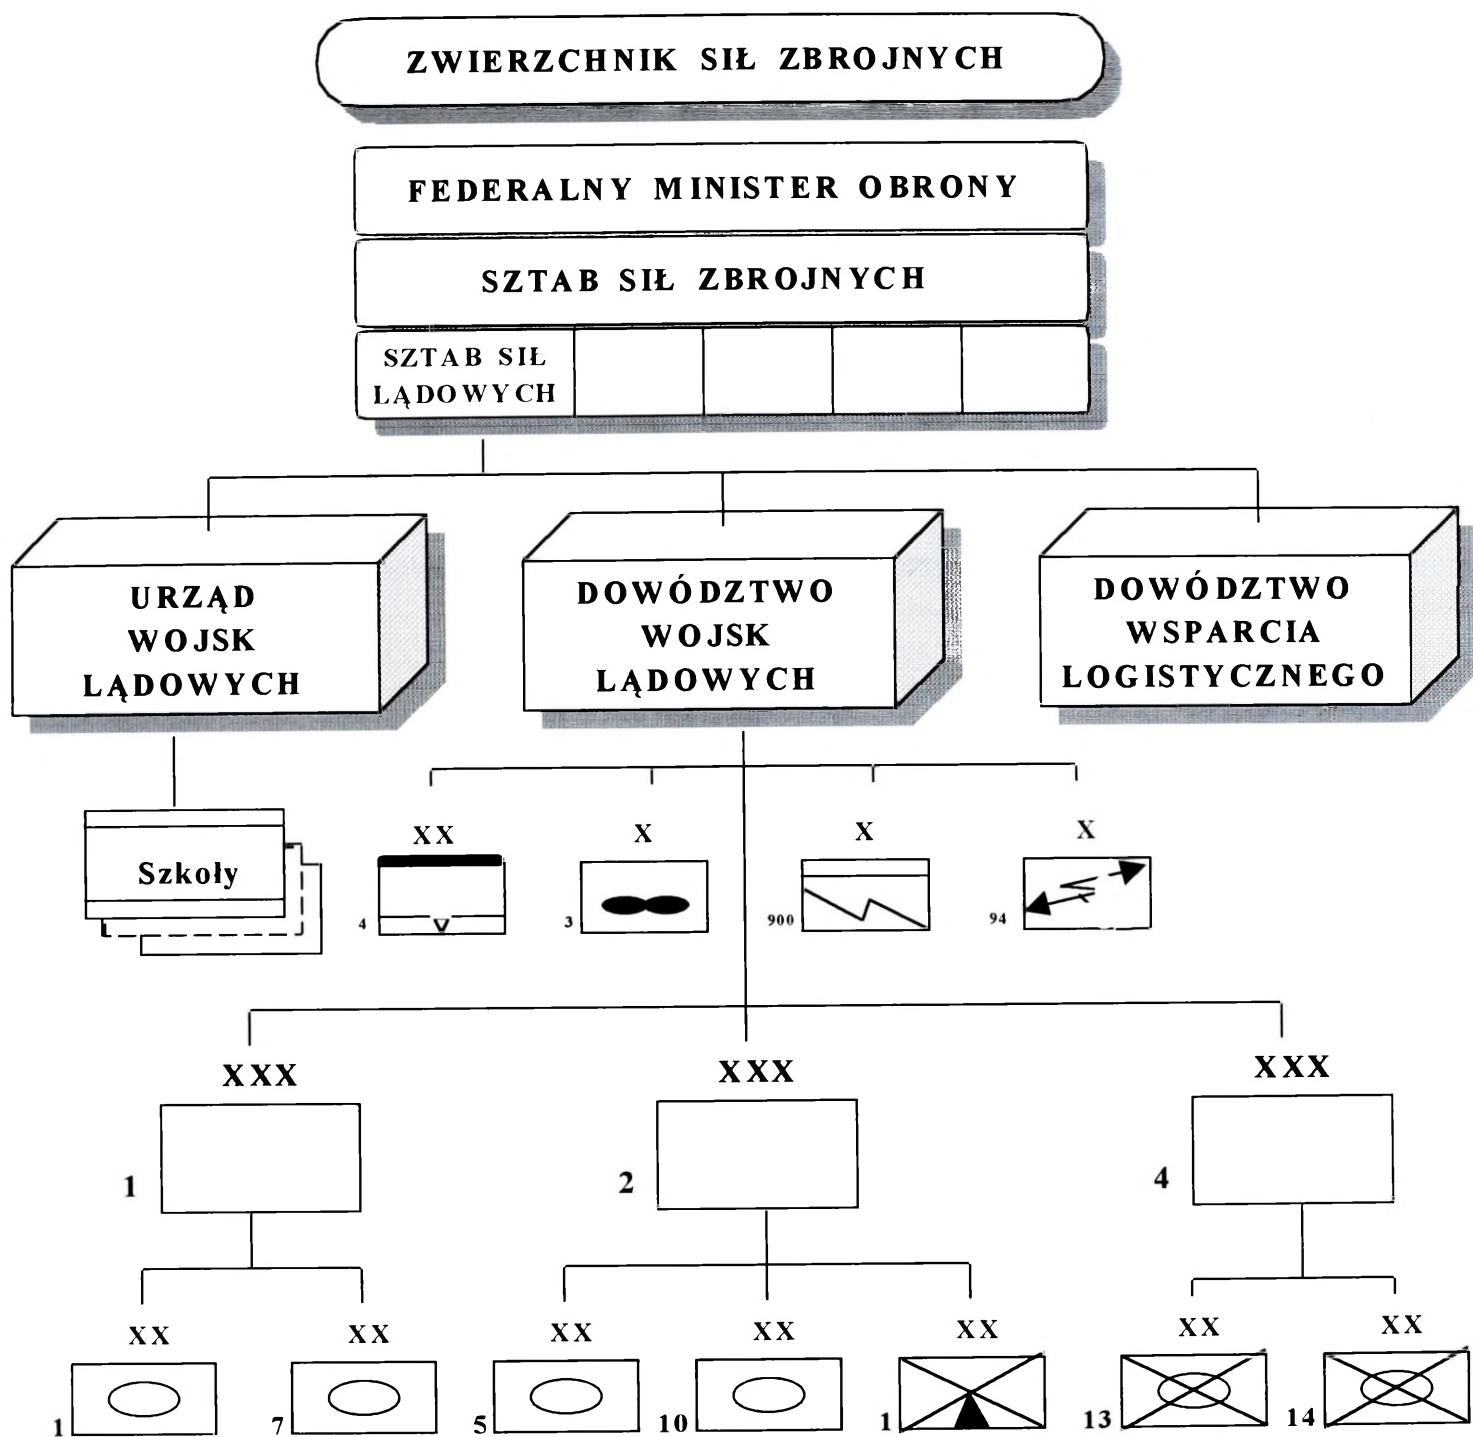 ZWIERZCHNIK SIŁ ZBROJNYCH
FEDERALNY MINISTER OBRONY
SZTAB SIŁ ZBROJNYCH
SZTAB SIŁ
LĄDOWYCH
URZĄD
WOJSK
LĄDOWYCH
DOWÓDZTWO
WOJSK
LĄDOWYCH
DOWÓDZTWO
WSPARCIA
LOGISTYCZNEGO
Szkoły
XX
4
X
3
X
900
X
94
XXX
1
XXX
2
XXX
4
XX
1
XX
7
XX
5
XX
10
XX
1
XX
13
XX
14